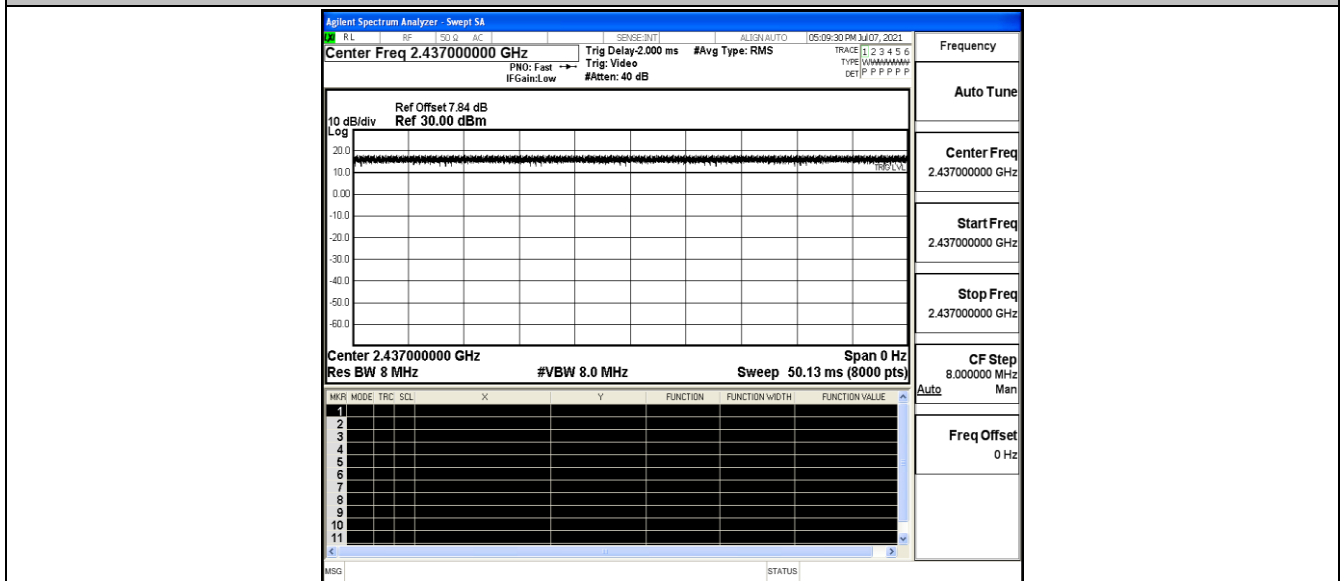 Agilent Spectrum Analyzer - Swept SA
RL RF 50 Ω AC SENSE:INT ALIGN AUTO 05:09:30 PM Jul 07, 2021
Center Freq 2.437000000 GHz
PNO: Fast
IFGain:Low
Trig Delay-2.000 ms
Trig: Video
#Atten: 40 dB
#Avg Type: RMS
TRACE 1 2 3 4 5 6
TYPE
DET P P P P P P
Ref Offset 7.84 dB
10 dB/div Ref 30.00 dBm
Log
20.0
10.0
0.00
-10.0
-20.0
-30.0
-40.0
-50.0
-60.0
TRIG LVL
Center 2.437000000 GHz Span 0 Hz
Res BW 8 MHz #VBW 8.0 MHz Sweep 50.13 ms (8000 pts)
MKR MODE TRC SCL X Y FUNCTION FUNCTION WIDTH FUNCTION VALUE
1
2
3
4
5
6
7
8
9
10
11
MSG STATUS
Frequency
Auto Tune
Center Freq
2.437000000 GHz
Start Freq
2.437000000 GHz
Stop Freq
2.437000000 GHz
CF Step
8.000000 MHz
Auto Man
Freq Offset
0 Hz